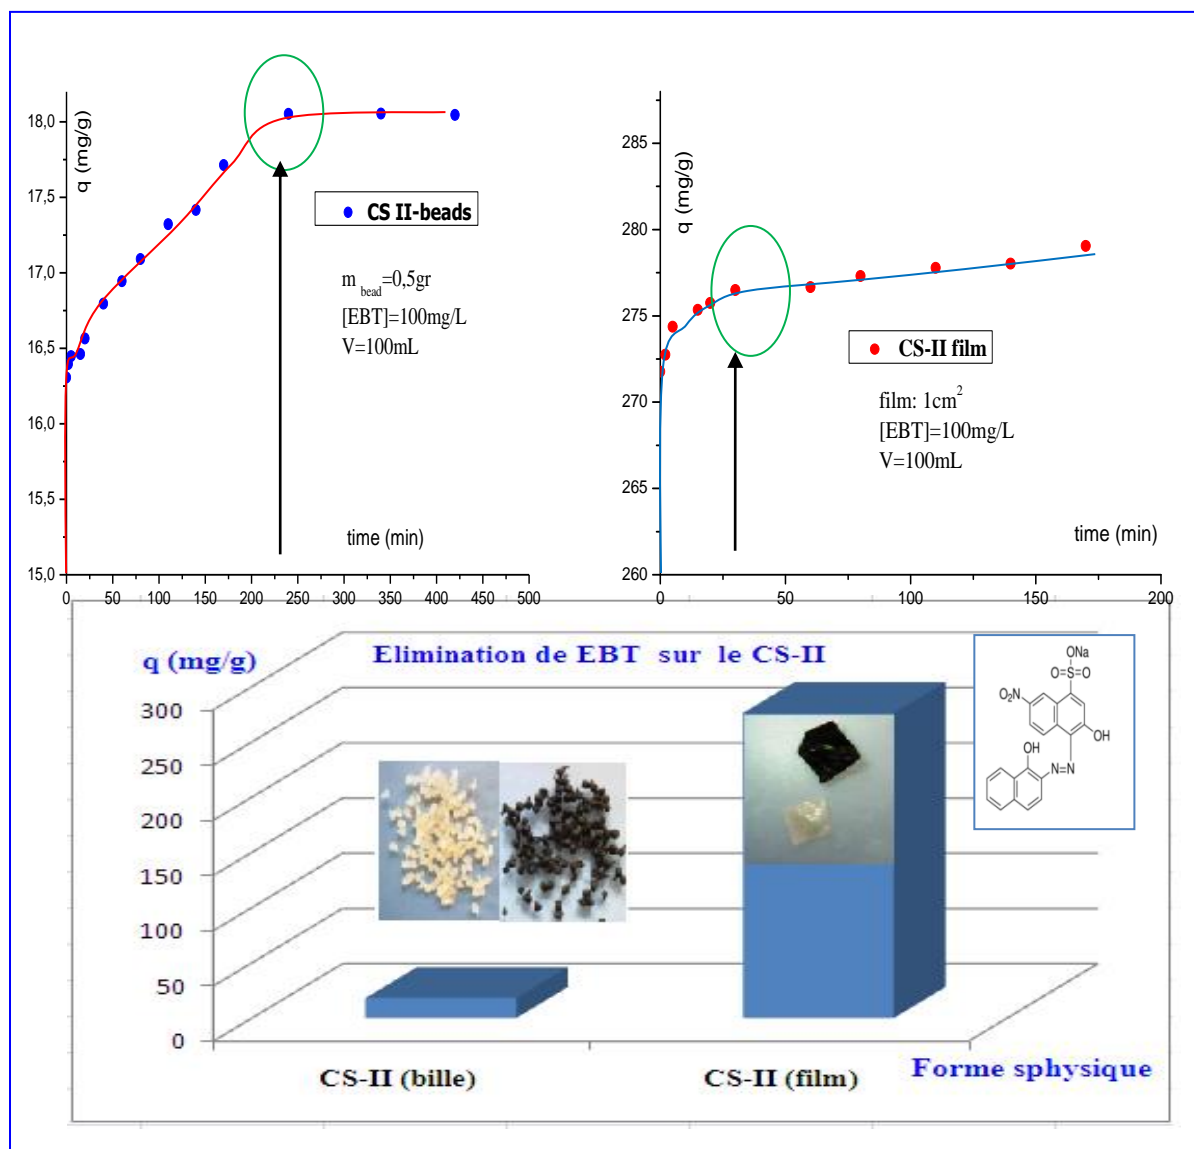 q (mg/g)
18,0
17,5
17,0
16,5
16,0
15,5
15,0
0 50 100 150 200 250 300 350 400 450 500
time (min)
CS II-beads
m bead=0,5gr
[EBT]=100mg/L
V=100mL
q (mg/g)
285
280
275
270
265
260
0 50 100 150 200
time (min)
CS-II film
film: 1cm²
[EBT]=100mg/L
V=100mL
q (mg/g)
Elimination de EBT sur le CS-II
300
250
200
150
100
50
0
CS-II (bille)
CS-II (film)
Forme sphysique
ONa
O=S=O
O₂N
OH
OH
N=N